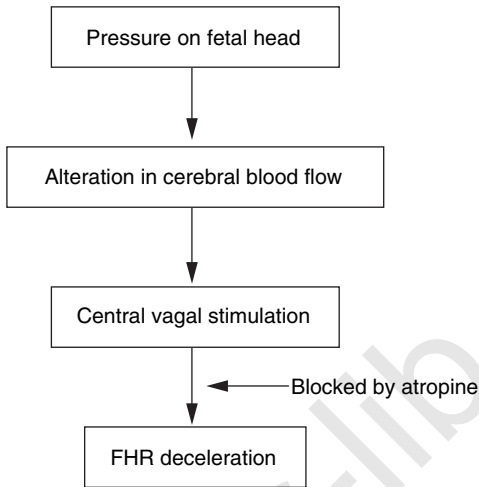 Pressure on fetal head
Alteration in cerebral blood flow
Central vagal stimulation
Blocked by atropine
FHR deceleration